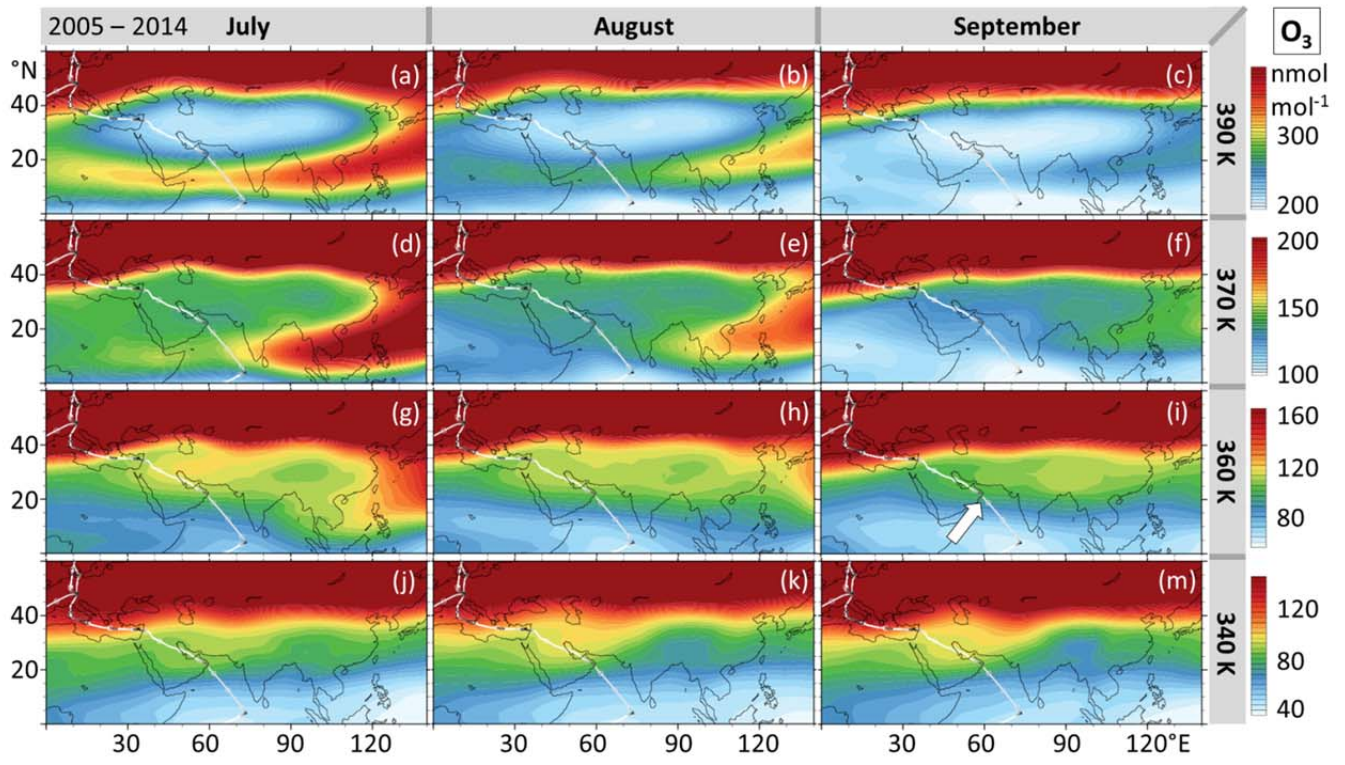 2005 – 2014 July August September O₃
°N (a) (b) (c) nmol
mol⁻¹
40
300
20
200
390 K
(d) (e) (f) 200
40
150
20
100
370 K
(g) (h) (i) 160
40
120
20
80
360 K
(j) (k) (m)
40 120
20 80
40
340 K
30 60 90 120 30 60 90 120 30 60 90 120°E